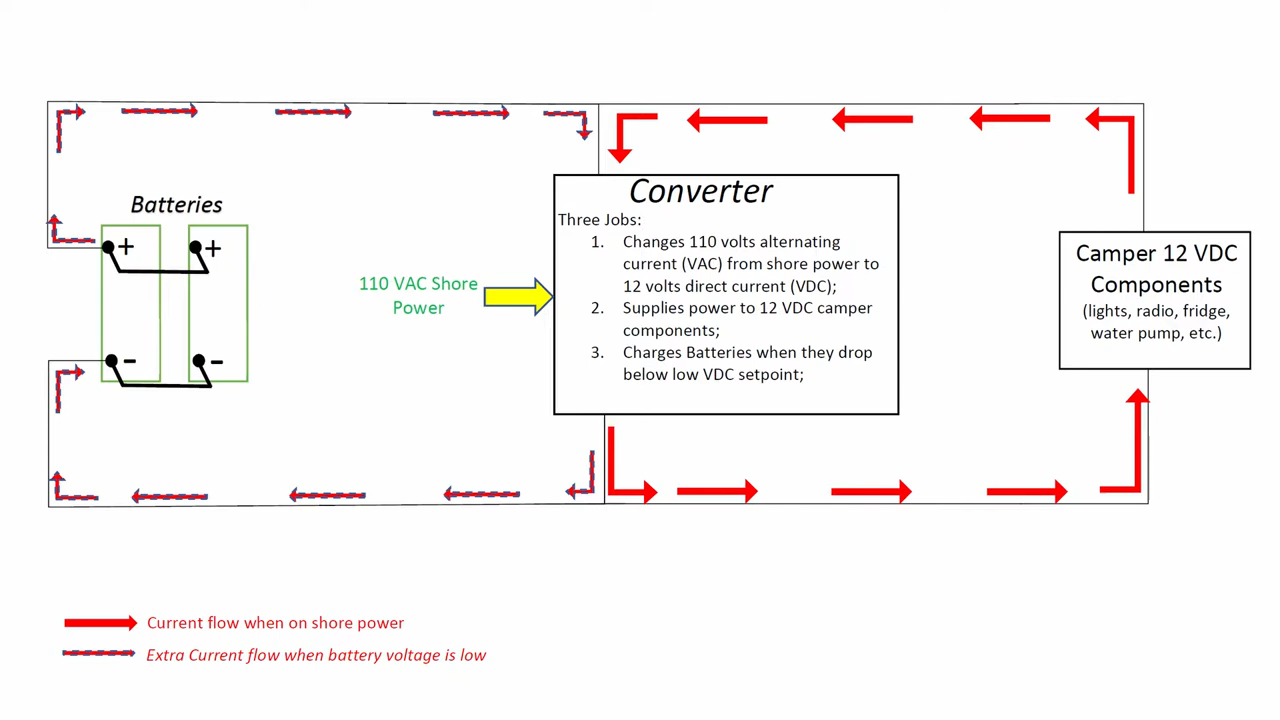 Batteries
+
+
-
-
110 VAC Shore
Power
Converter
Three Jobs:
1. Changes 110 volts alternating
current (VAC) from shore power to
12 volts direct current (VDC);
2. Supplies power to 12 VDC camper
components;
3. Charges Batteries when they drop
below low VDC setpoint;
Camper 12 VDC
Components
(lights, radio, fridge,
water pump, etc.)
Current flow when on shore power
Extra Current flow when battery voltage is low